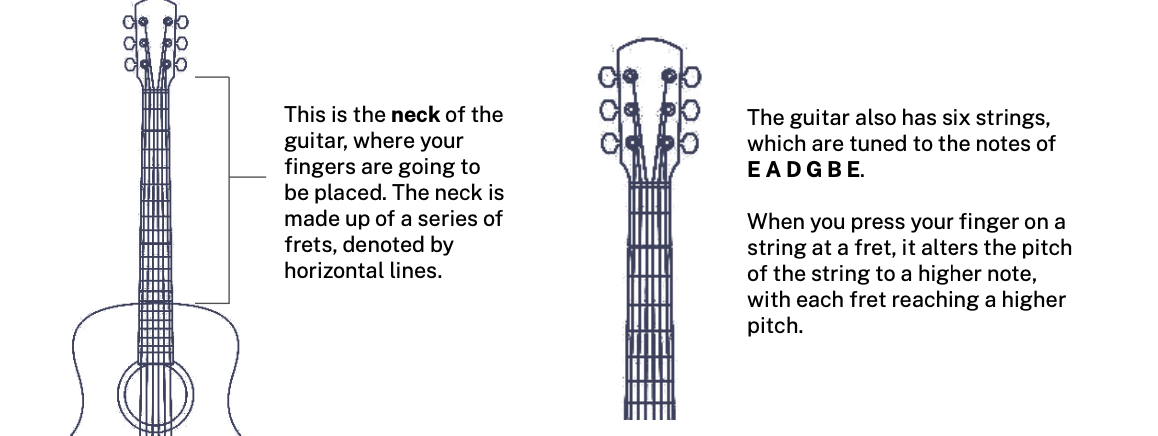 This is the neck of the
guitar, where your
fingers are going to
be placed. The neck is
made up of a series of
frets, denoted by
horizontal lines.
The guitar also has six strings,
which are tuned to the notes of
E A D G B E.
When you press your finger on a
string at a fret, it alters the pitch
of the string to a higher note,
with each fret reaching a higher
pitch.